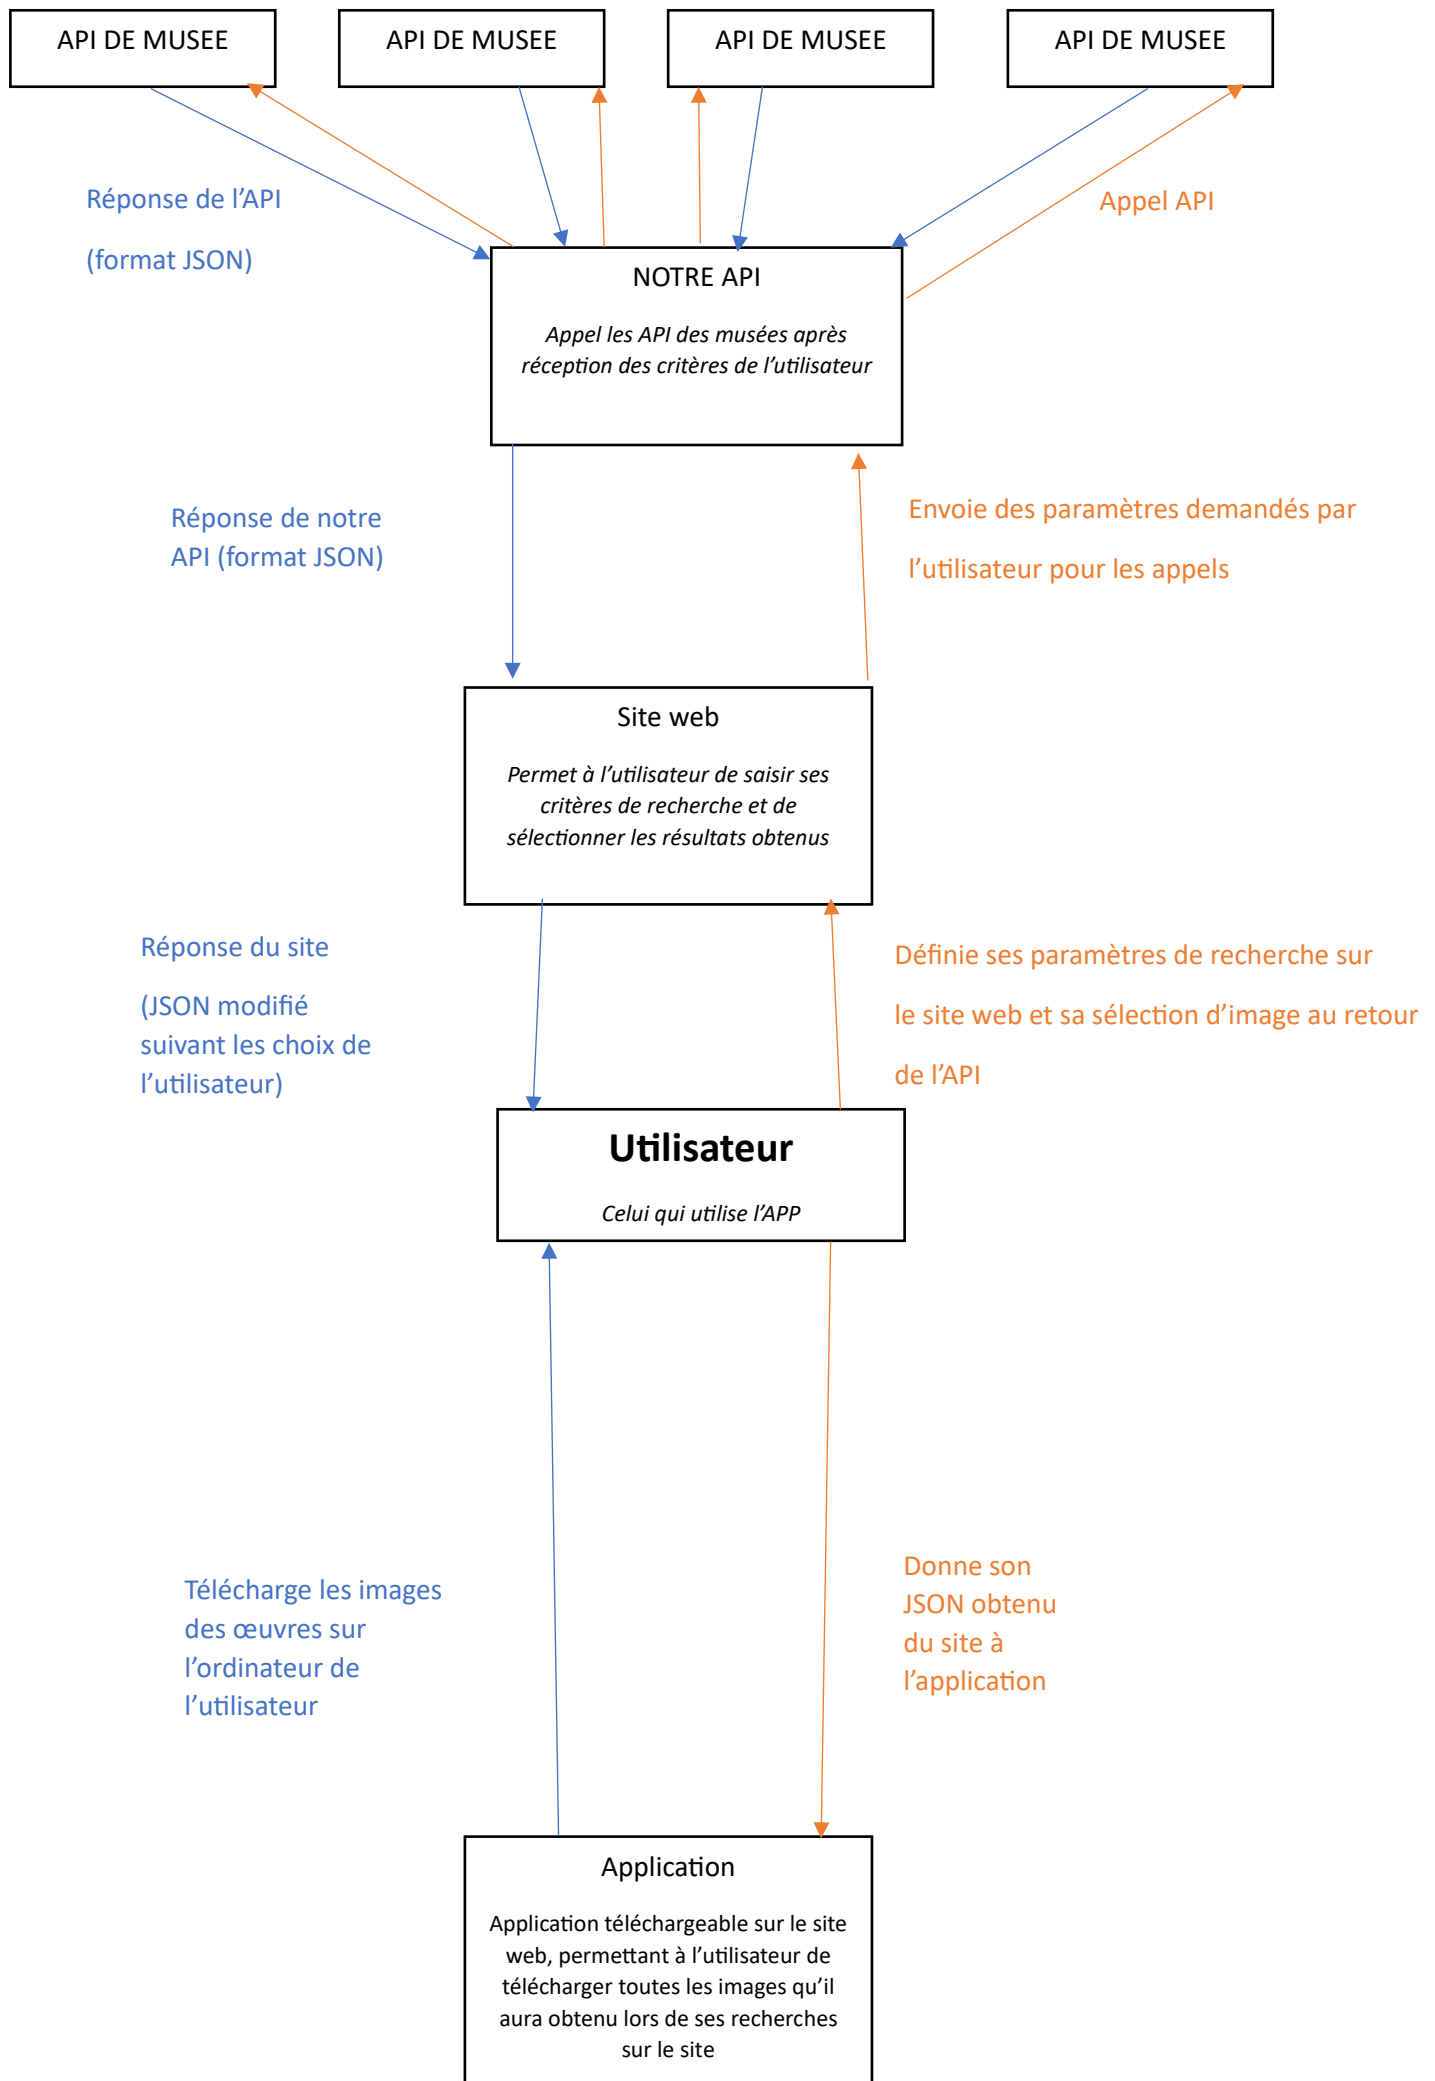 API DE MUSEE
API DE MUSEE
API DE MUSEE
API DE MUSEE
Réponse de l’API
(format JSON)
Appel API
NOTRE API
Appel les API des musées après
réception des critères de l’utilisateur
Réponse de notre
API (format JSON)
Envoie des paramètres demandés par
l’utilisateur pour les appels
Site web
Permet à l’utilisateur de saisir ses
critères de recherche et de
sélectionner les résultats obtenus
Réponse du site
(JSON modifié
suivant les choix de
l’utilisateur)
Définie ses paramètres de recherche sur
le site web et sa sélection d’image au retour
de l’API
Utilisateur
Celui qui utilise l’APP
Télécharge les images
des œuvres sur
l’ordinateur de
l’utilisateur
Donne son
JSON obtenu
du site à
l’application
Application
Application téléchargeable sur le site
web, permettant à l’utilisateur de
télécharger toutes les images qu’il
aura obtenu lors de ses recherches
sur le site